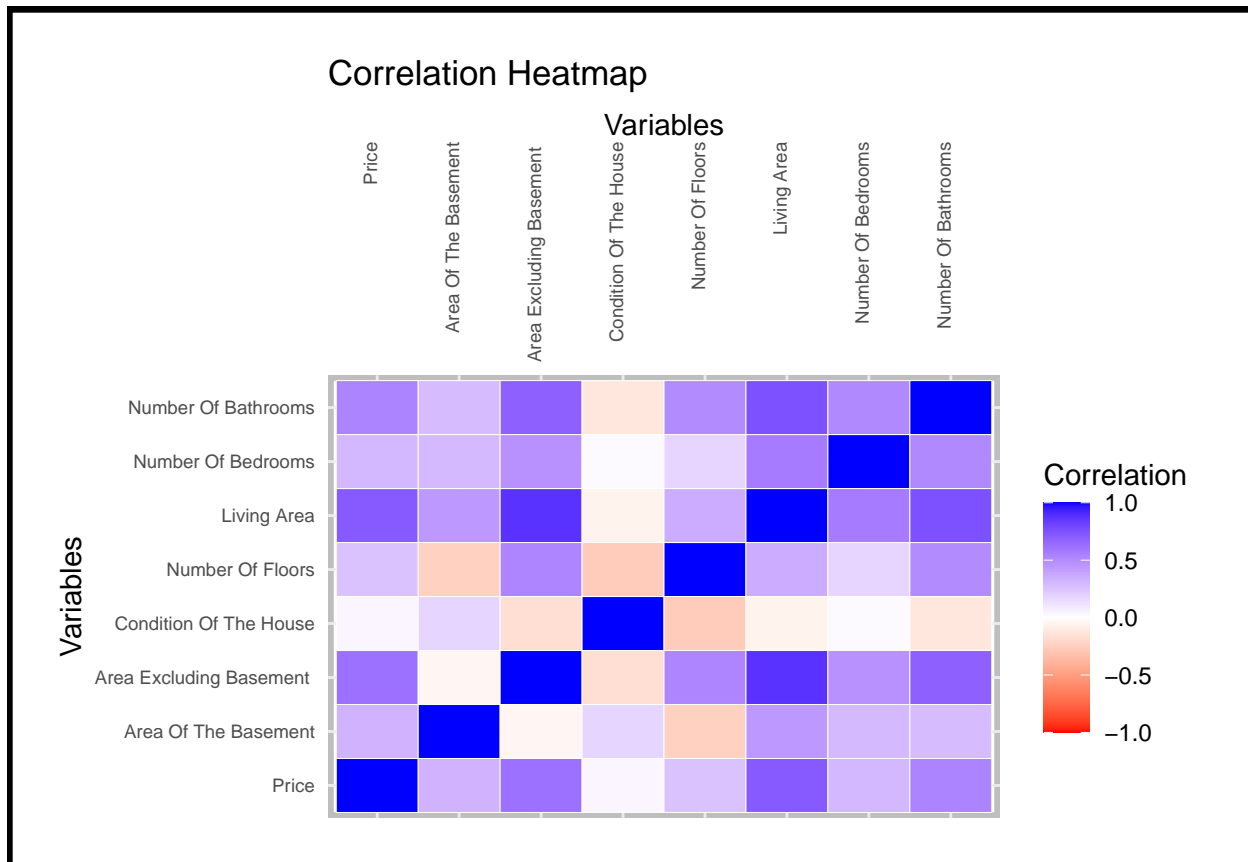 Correlation Heatmap
Variables
Price
Area Of The Basement
Area Excluding Basement
Condition Of The House
Number Of Floors
Living Area
Number Of Bedrooms
Number Of Bathrooms
Variables
Number Of Bathrooms
Number Of Bedrooms
Living Area
Number Of Floors
Condition Of The House
Area Excluding Basement
Area Of The Basement
Price
Correlation
1.0
0.5
0.0
−0.5
−1.0